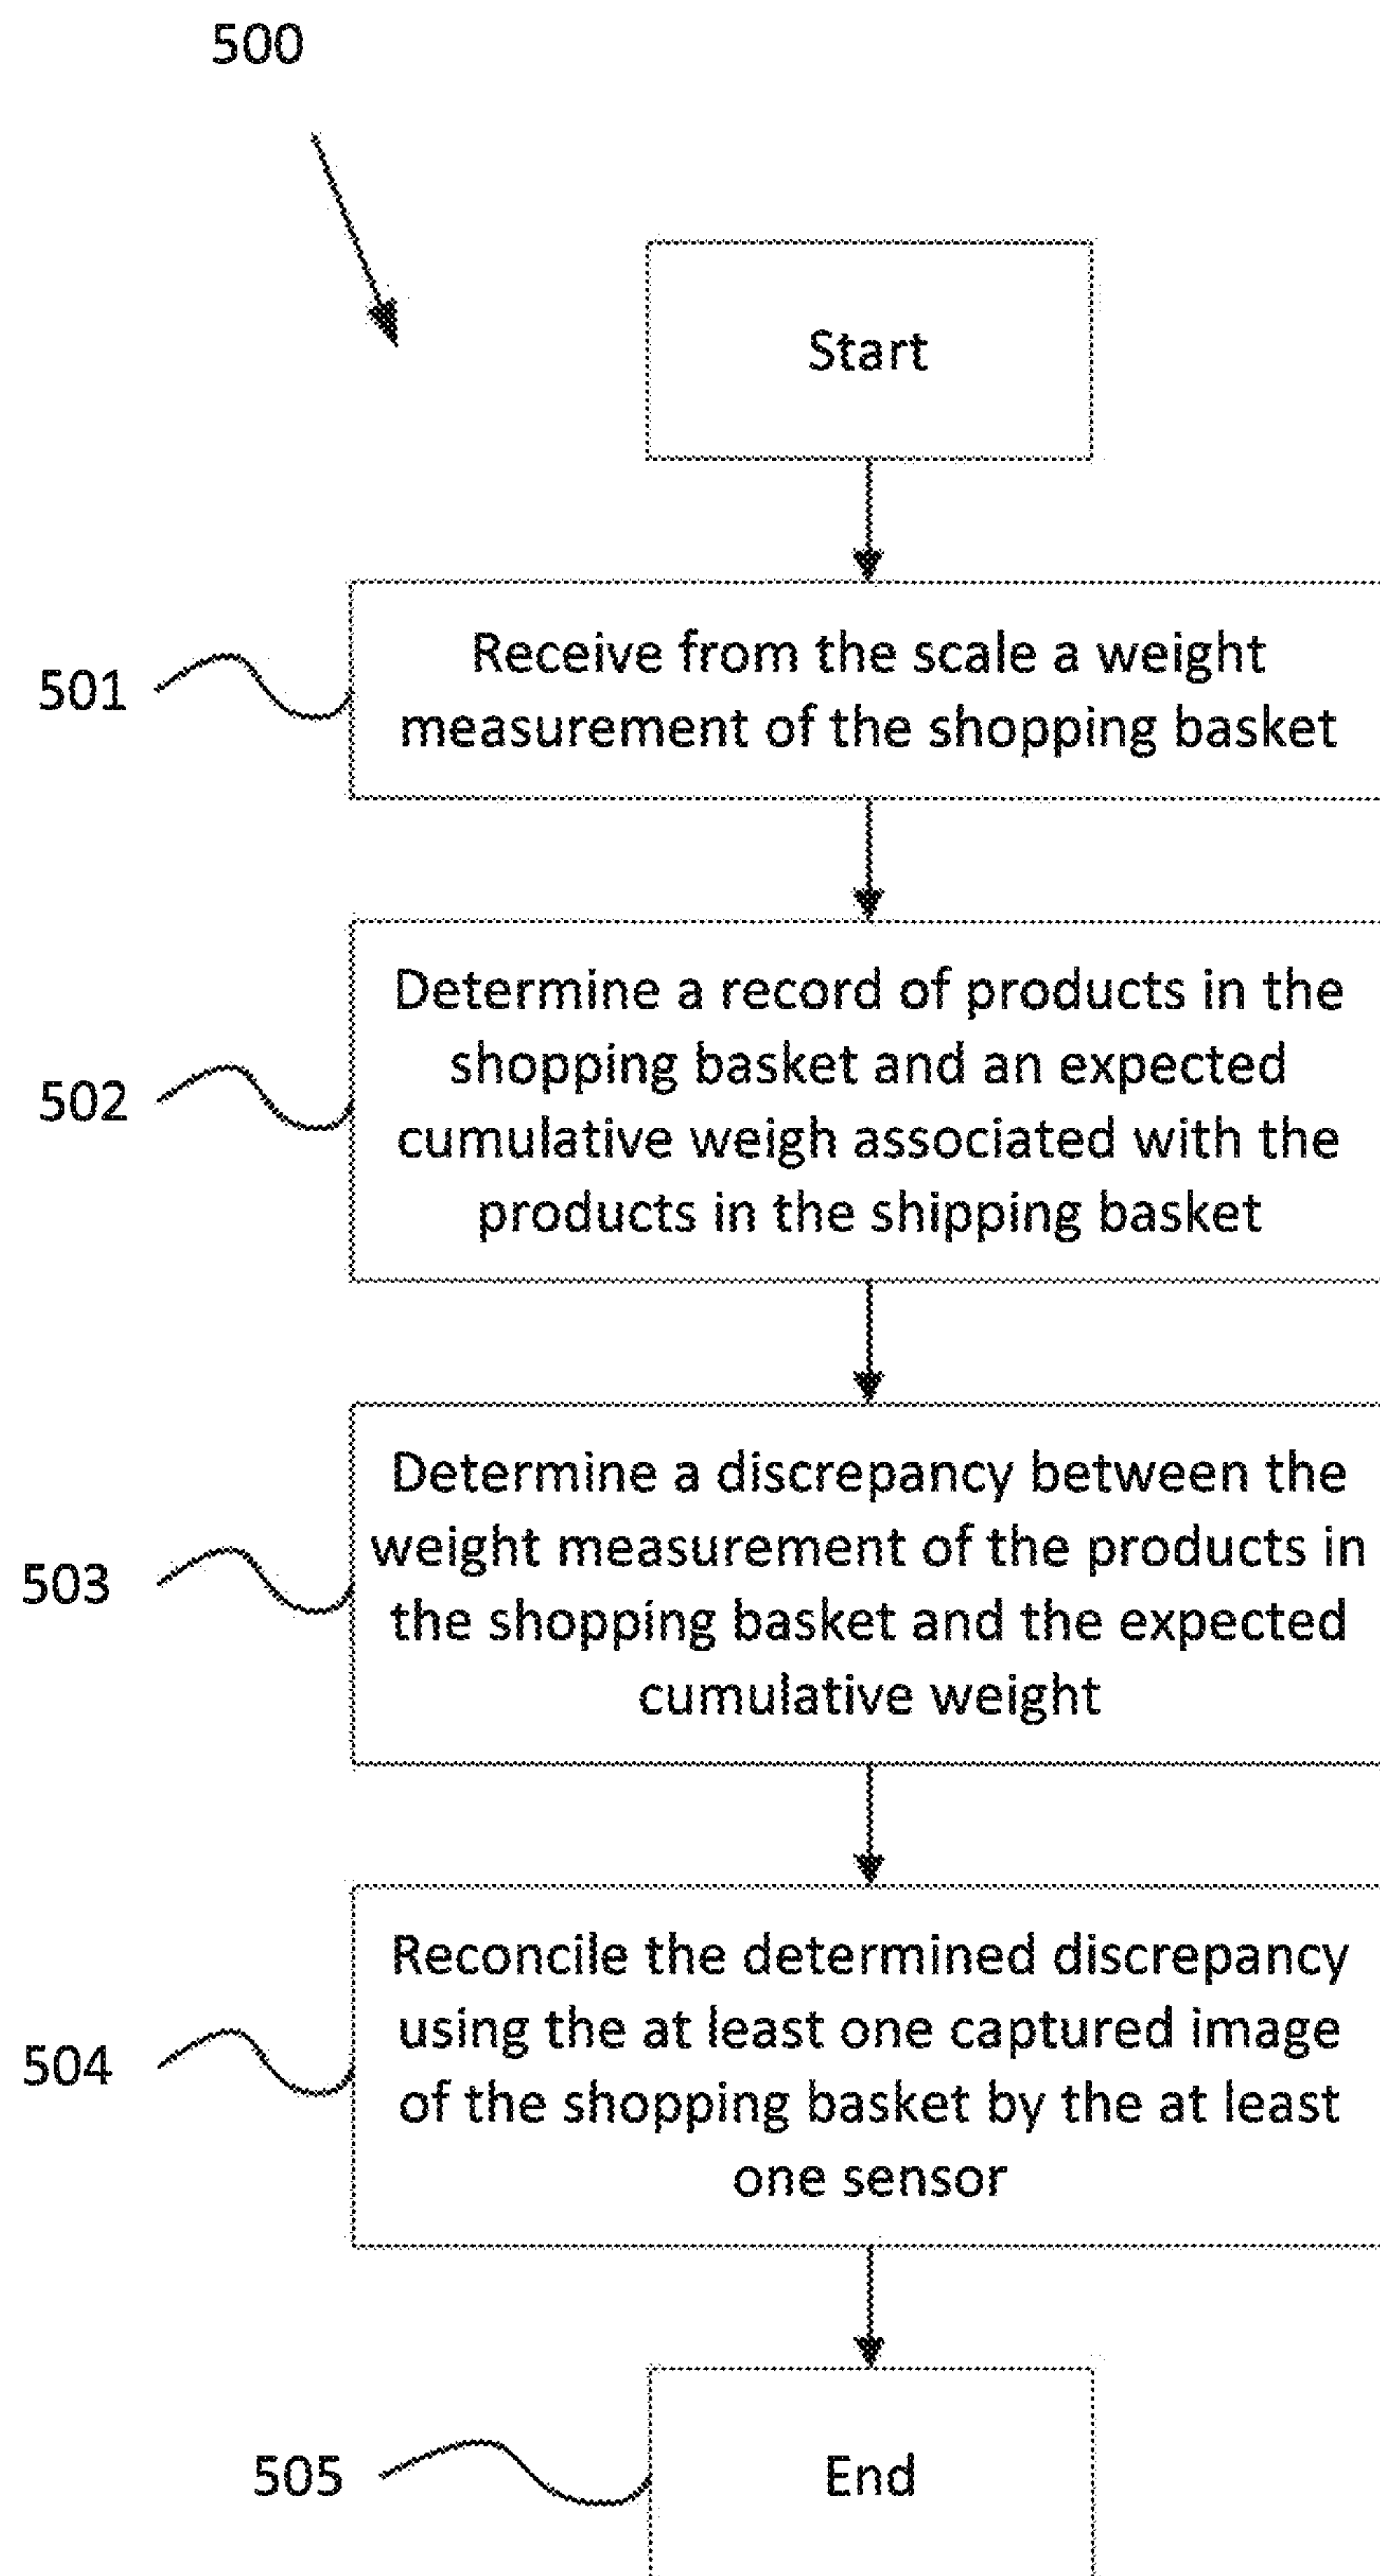 500
Start
501
Receive from the scale a weight
measurement of the shopping basket
502
Determine a record of products in the
shopping basket and an expected
cumulative weigh associated with the
products in the shipping basket
503
Determine a discrepancy between the
weight measurement of the products in
the shopping basket and the expected
cumulative weight
504
Reconcile the determined discrepancy
using the at least one captured image
of the shopping basket by the at least
one sensor
505
End